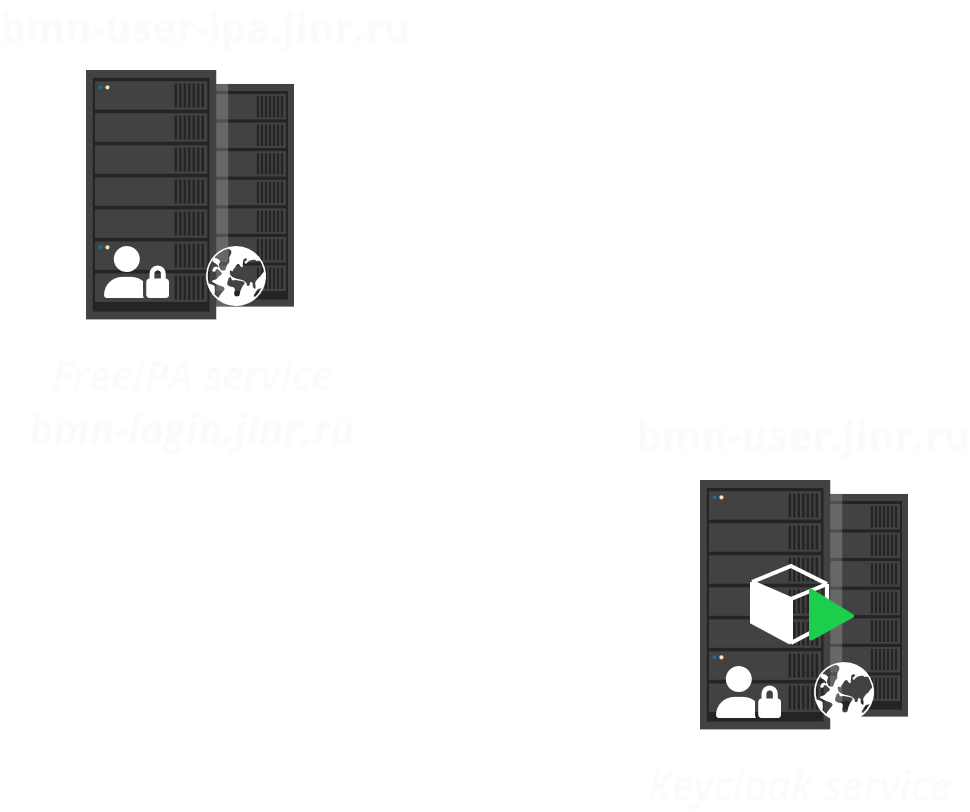 bmn-user-ipa.jinr.ru
FreeIPA service
bmn-login.jinr.ru
bmn-user.jinr.ru
Keycloak service